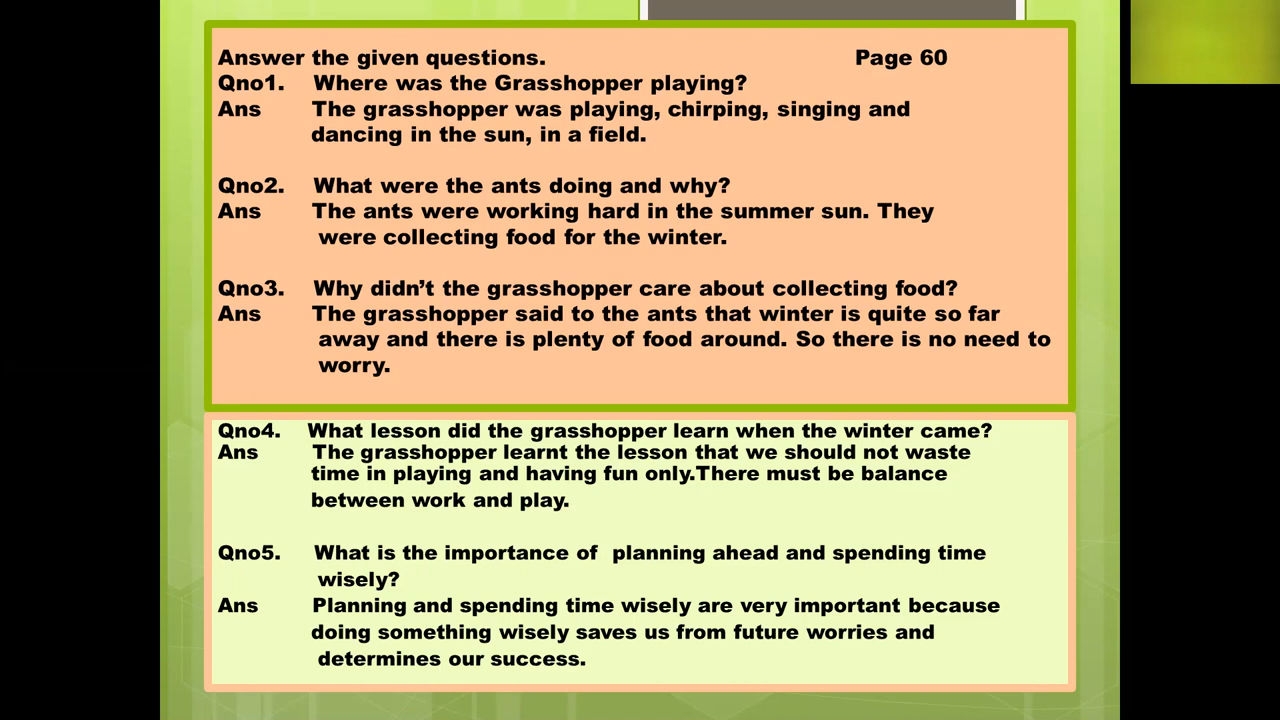 Answer the given questions. Page 60
Qno1. Where was the Grasshopper playing?
Ans The grasshopper was playing, chirping, singing and
dancing in the sun, in a field.
Qno2. What were the ants doing and why?
Ans The ants were working hard in the summer sun. They
were collecting food for the winter.
Qno3. Why didn’t the grasshopper care about collecting food?
Ans The grasshopper said to the ants that winter is quite so far
away and there is plenty of food around. So there is no need to
worry.
Qno4. What lesson did the grasshopper learn when the winter came?
Ans The grasshopper learnt the lesson that we should not waste
time in playing and having fun only.There must be balance
between work and play.
Qno5. What is the importance of planning ahead and spending time
wisely?
Ans Planning and spending time wisely are very important because
doing something wisely saves us from future worries and
determines our success.